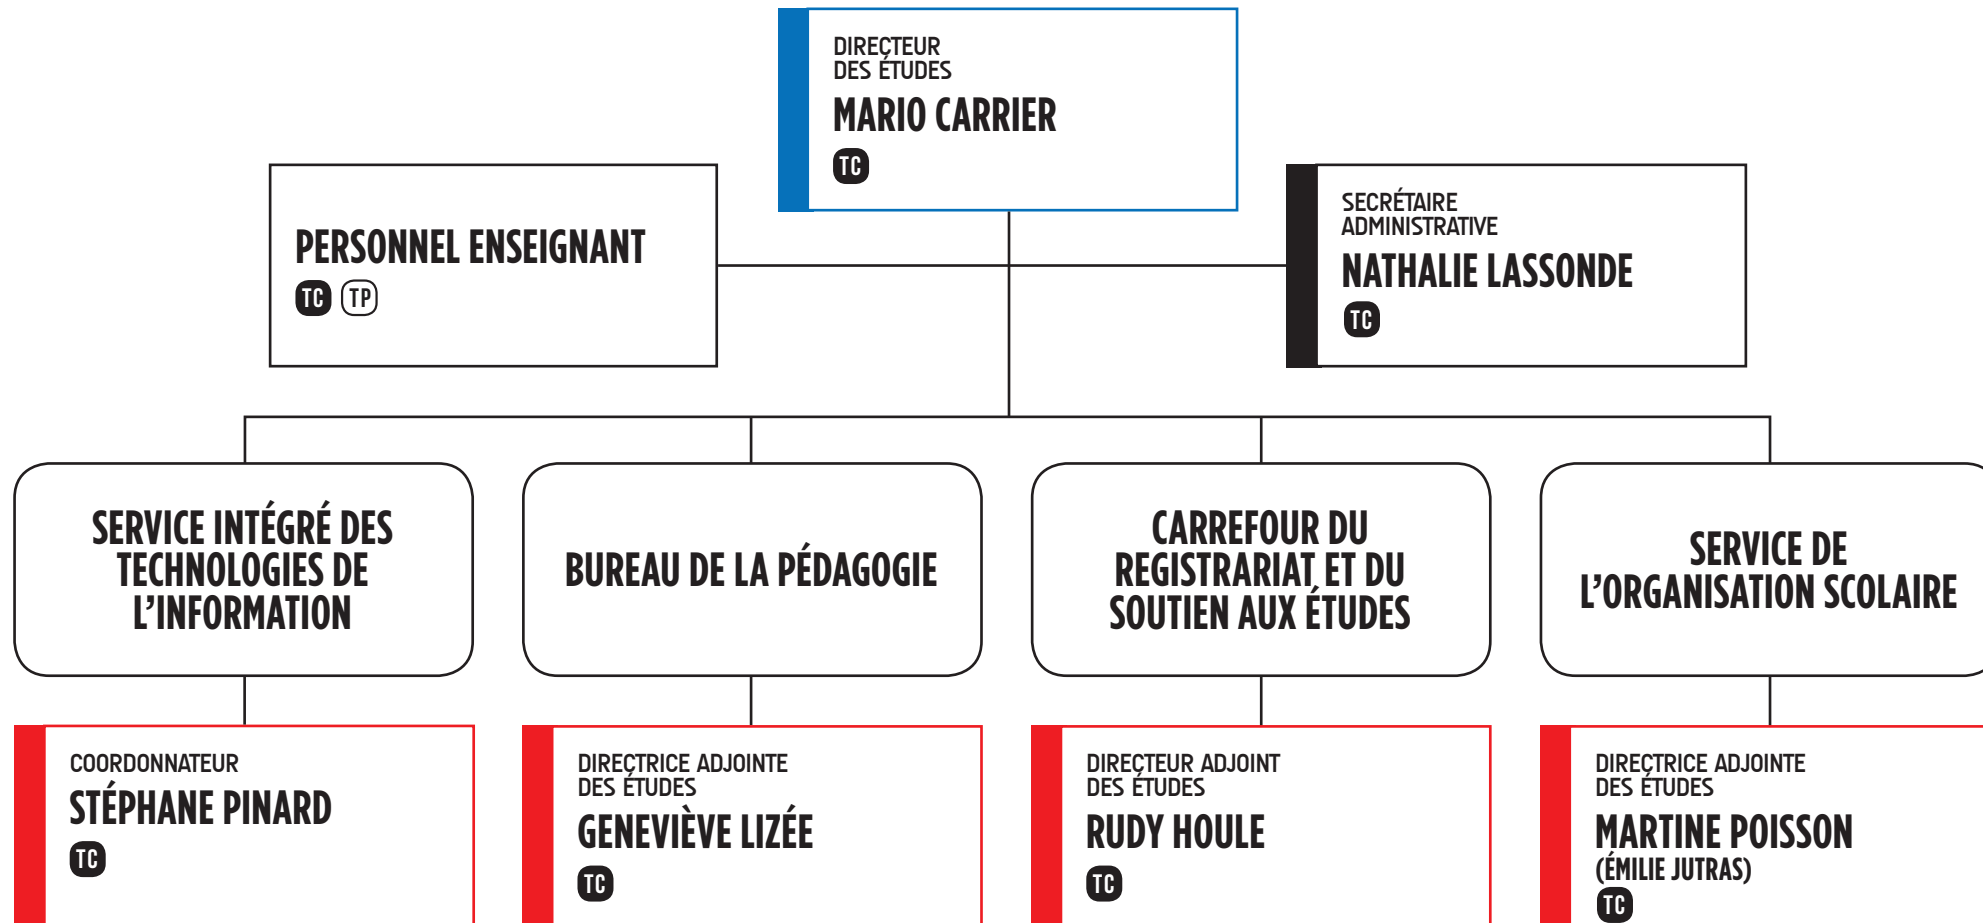 DIRECTEUR
DES ÉTUDES
MARIO CARRIER
TC
PERSONNEL ENSEIGNANT
TC TP
SECRÉTAIRE
ADMINISTRATIVE
NATHALIE LASSONDE
TC
SERVICE INTÉGRÉ DES
TECHNOLOGIES DE
L’INFORMATION
BUREAU DE LA PÉDAGOGIE
CARREFOUR DU
REGISTRARIAT ET DU
SOUTIEN AUX ÉTUDES
SERVICE DE
L’ORGANISATION SCOLAIRE
COORDONNATEUR
STÉPHANE PINARD
TC
DIRECTRICE ADJOINTE
DES ÉTUDES
GENEVIÈVE LIZÉE
TC
DIRECTEUR ADJOINT
DES ÉTUDES
RUDY HOULE
TC
DIRECTRICE ADJOINTE
DES ÉTUDES
MARTINE POISSON
(ÉMILIE JUTRAS)
TC